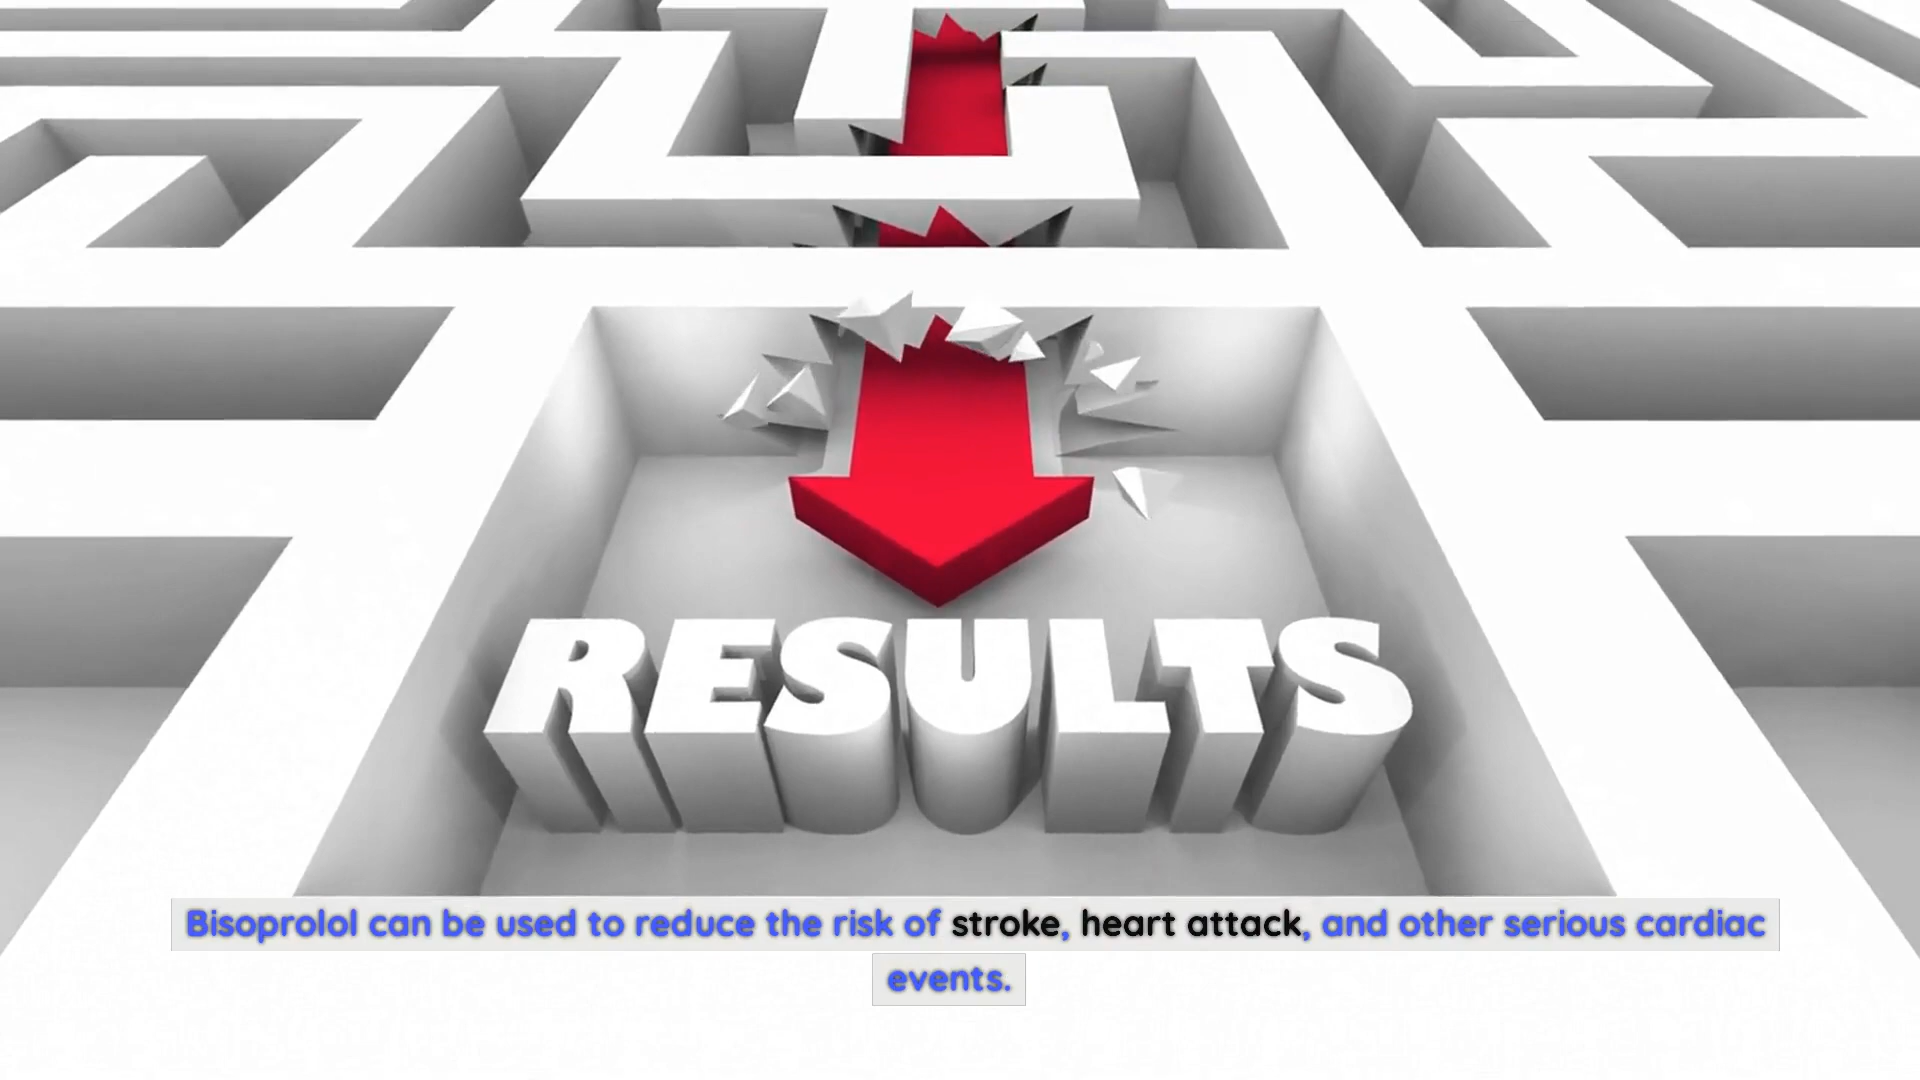 RESULTS
Bisoprolol can be used to reduce the risk of stroke, heart attack, and other serious cardiac
events.